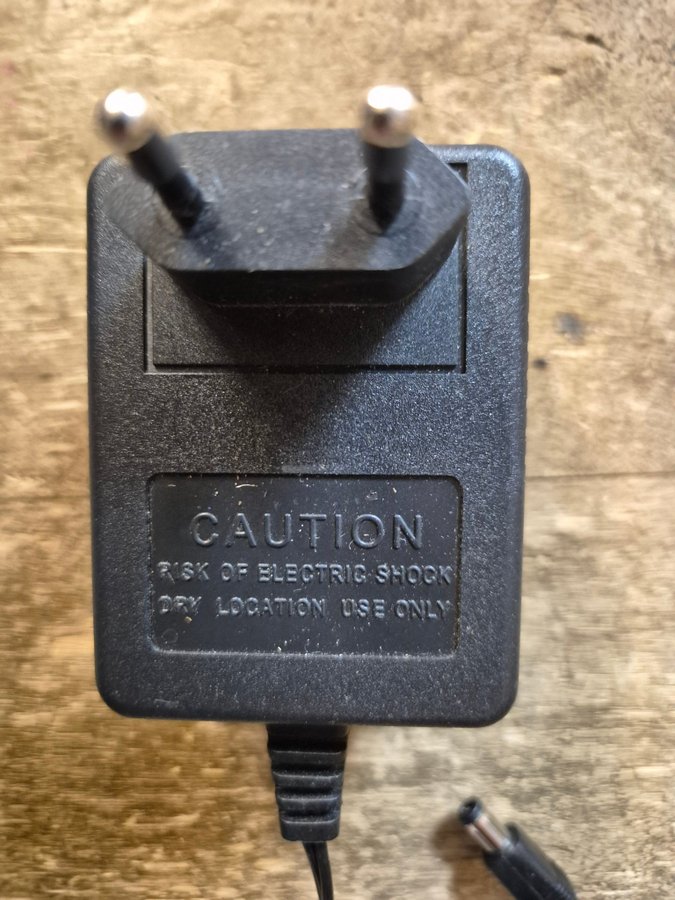 CAUTION
RISK OF ELECTRIC SHOCK
DRY LOCATION USE ONLY